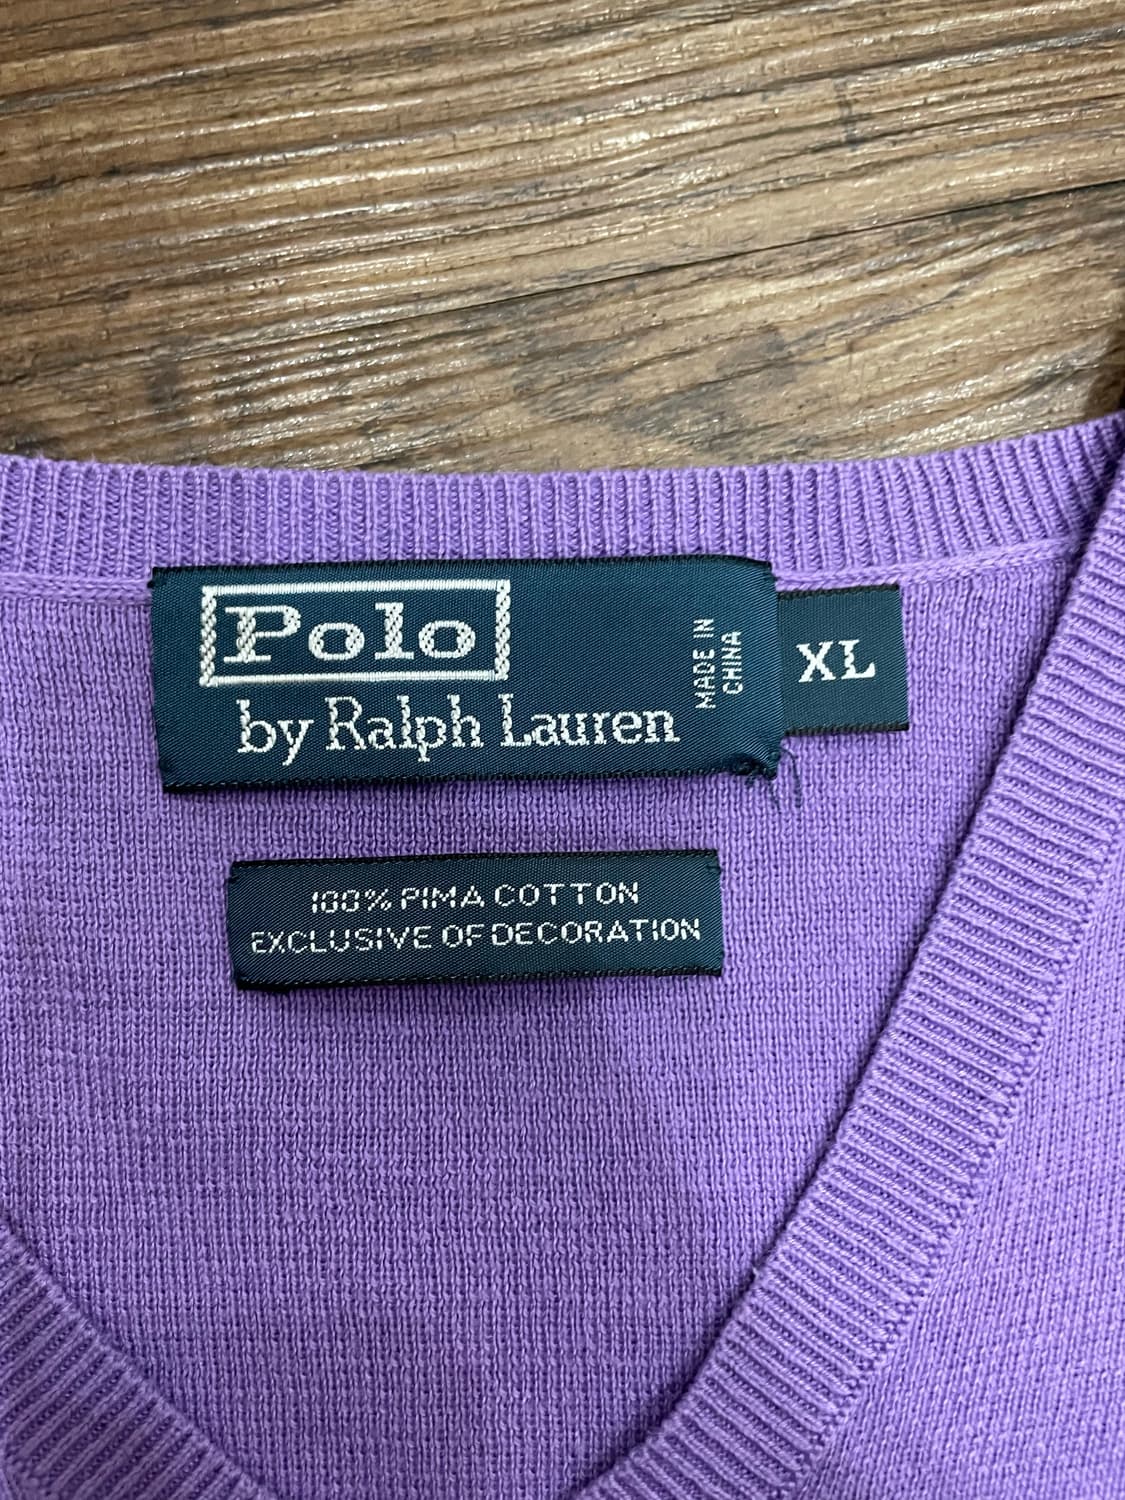 Polo
by Ralph Lauren
MADE IN
CHINA
XL
100% PIMA COTTON
EXCLUSIVE OF DECORATION